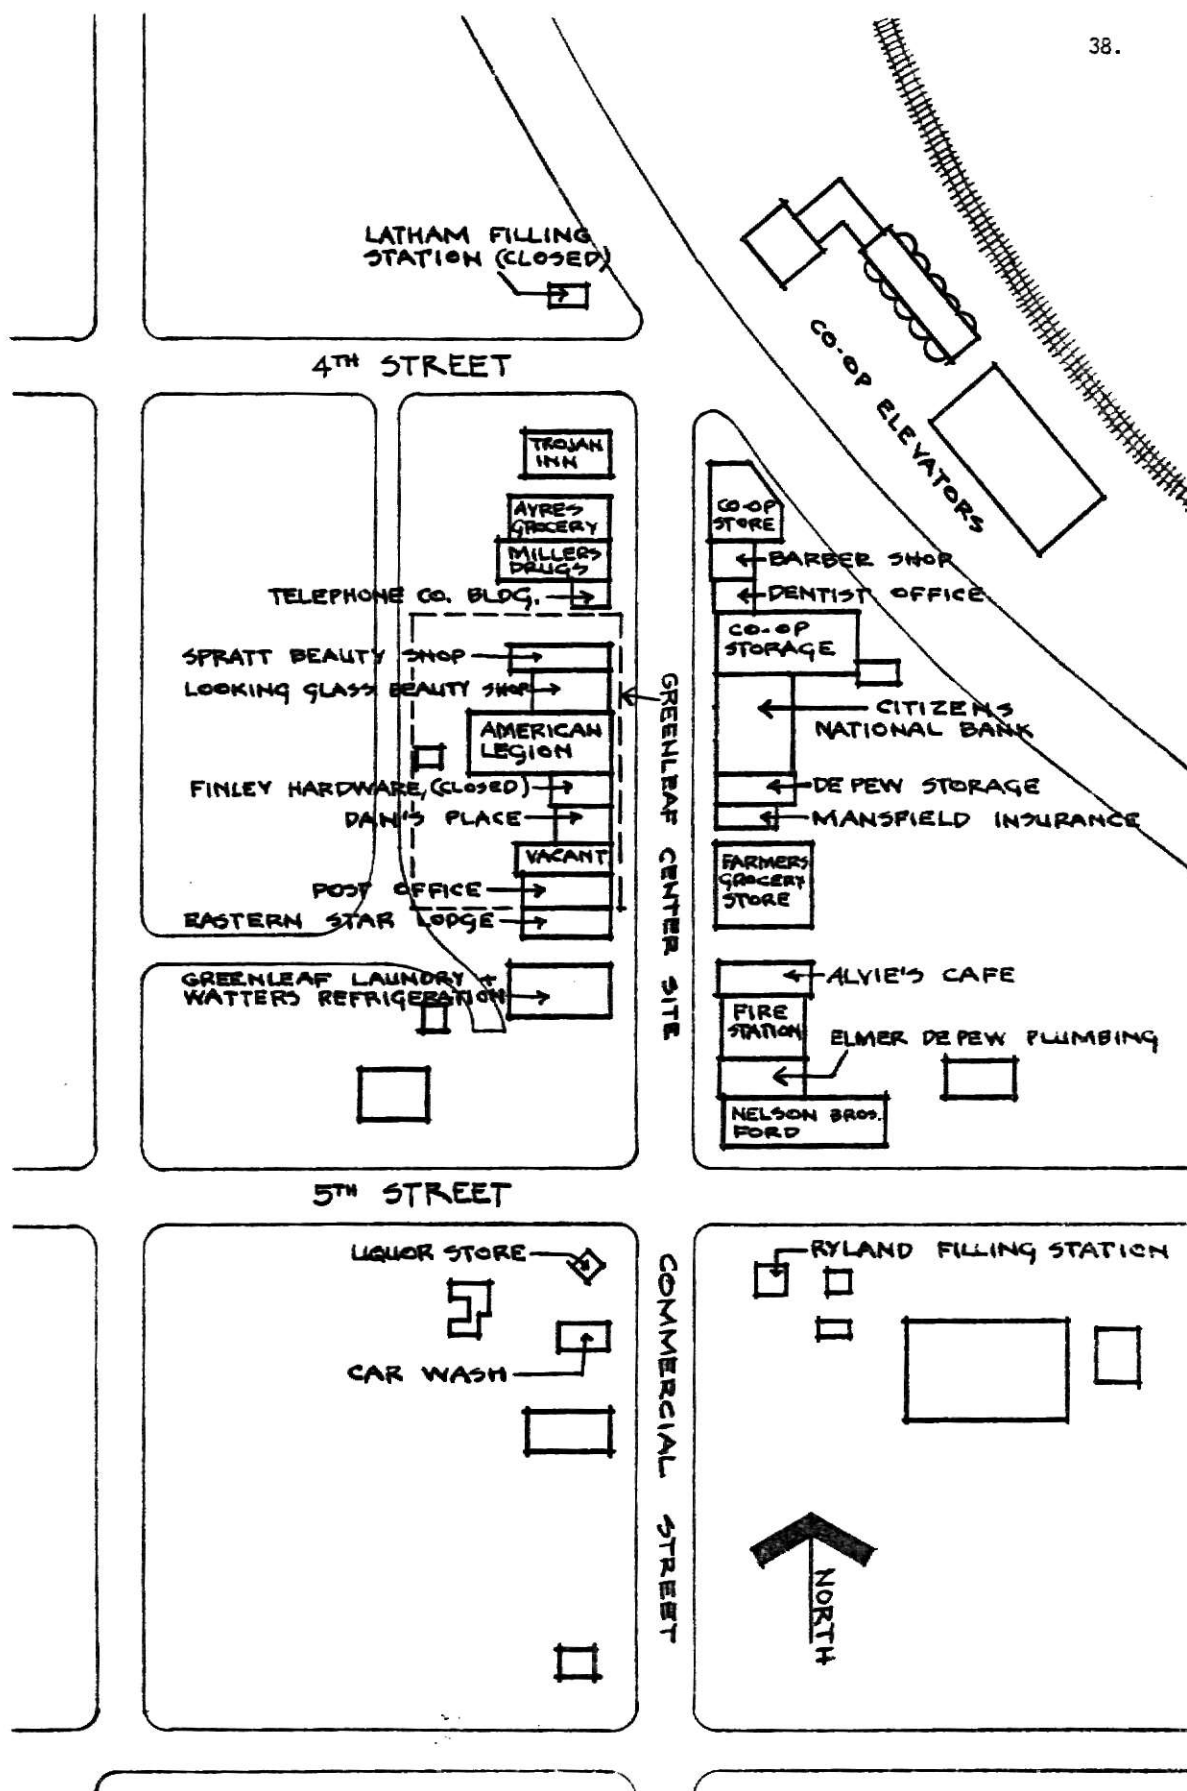 38.
LATHAM FILLING
STATION (CLOSED)
4TH STREET
CO-OP ELEVATORS
TROJAN
INN
AYRES
GROCERY
MILLERS
DRUGS
TELEPHONE CO. BLDG.
SPRATT BEAUTY SHOP
LOOKING GLASS BEAUTY SHOP
AMERICAN
LEGION
FINLEY HARDWARE, (CLOSED)
DAIN'S PLACE
VACANT
POST OFFICE
EASTERN STAR LODGE
GREENLEAF LAUNDRY +
WATTERS REFRIGERATION
GREENLEAF CENTER SITE
CO-OP
STORE
BARBER SHOP
DENTIST OFFICE
CO-OP
STORAGE
CITIZENS
NATIONAL BANK
DE PEW STORAGE
MANSFIELD INSURANCE
FARMERS
GROCERY
STORE
ALVIE'S CAFE
FIRE
STATION
ELMER DE PEW PLUMBING
NELSON BROS.
FORD
5TH STREET
LIQUOR STORE
CAR WASH
COMMERCIAL STREET
RYLAND FILLING STATION
NORTH